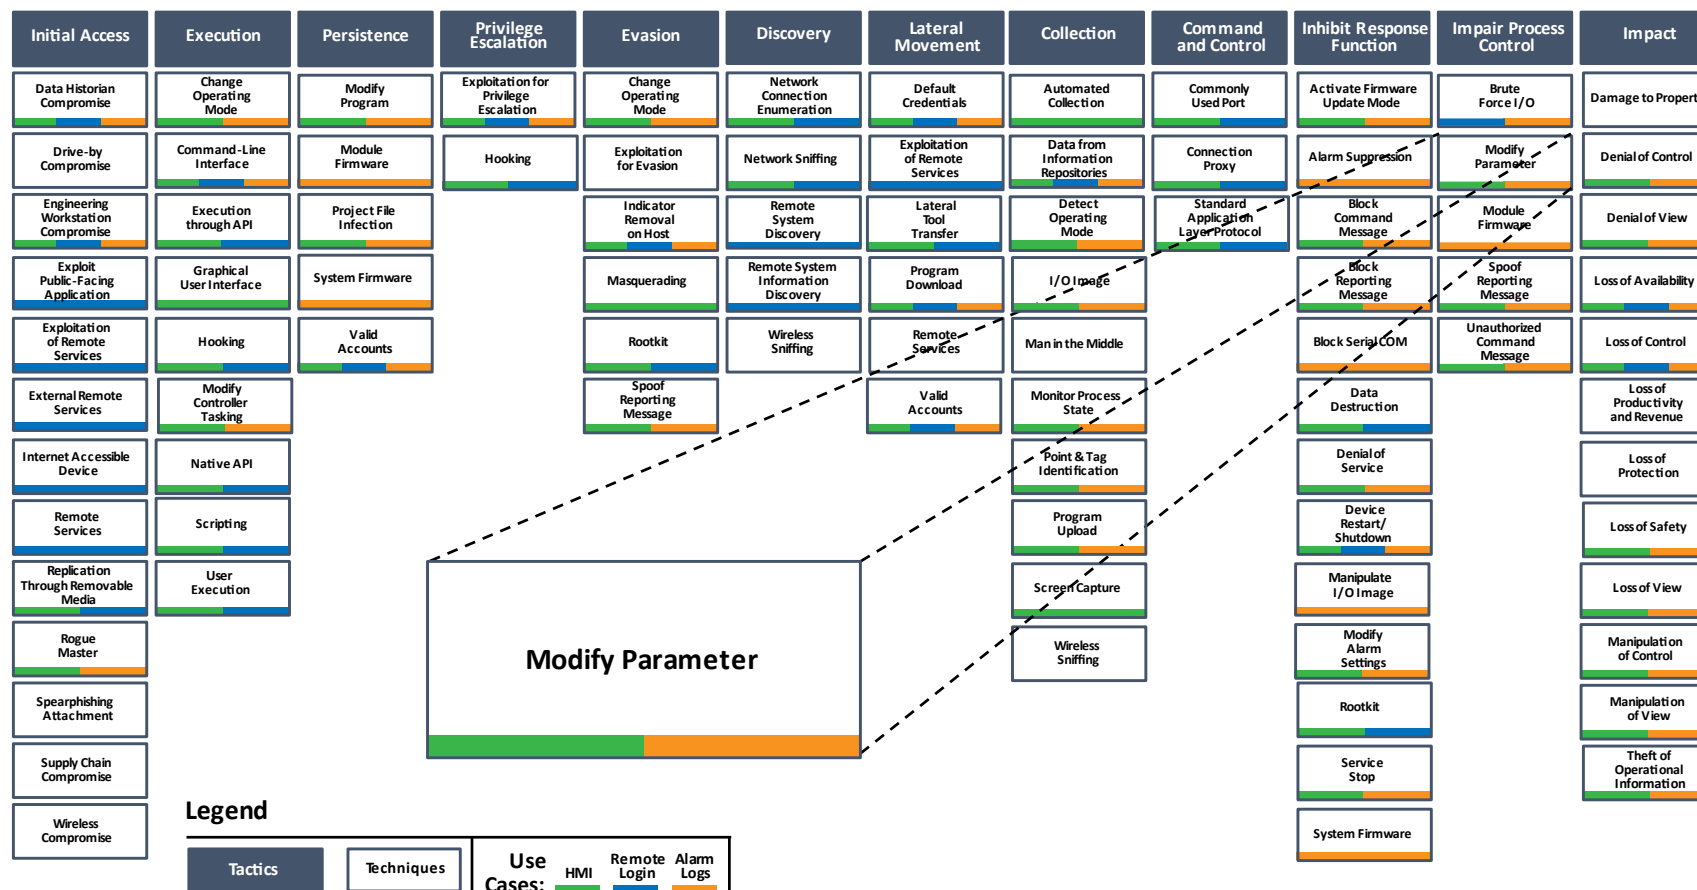 Initial Access
Execution
Persistence
Privilege
Escalation
Evasion
Discovery
Lateral
Movement
Collection
Command
and Control
Inhibit Response
Function
Impair Process
Control
Impact
Data Historian
Compromise
Drive-by
Compromise
Engineering
Workstation
Compromise
Exploit
Public-Facing
Application
Exploitation
of Remote
Services
External Remote
Services
Internet Accessible
Device
Remote
Services
Replication
Through Removable
Media
Rogue
Master
Spearphishing
Attachment
Supply Chain
Compromise
Wireless
Compromise
Change
Operating
Mode
Command-Line
Interface
Execution
through API
Graphical
User Interface
Hooking
Modify
Controller
Tasking
Native API
Scripting
User
Execution
Modify
Program
Module
Firmware
Project File
Infection
System Firmware
Valid
Accounts
Exploitation for
Privilege
Escalation
Hooking
Change
Operating
Mode
Exploitation
for Evasion
Indicator
Removal
on Host
Masquerading
Rootkit
Spoof
Reporting
Message
Network
Connection
Enumeration
Network Sniffing
Remote
System
Discovery
Remote System
Information
Discovery
Wireless
Sniffing
Default
Credentials
Exploitation
of Remote
Services
Lateral
Tool
Transfer
Program
Download
Remote
Services
Valid
Accounts
Automated
Collection
Data from
Information
Repositories
Detect
Operating
Mode
I/O Image
Man in the Middle
Monitor Process
State
Point & Tag
Identification
Program
Upload
Screen Capture
Wireless
Sniffing
Commonly
Used Port
Connection
Proxy
Standard
Application
Layer Protocol
Activate Firmware
Update Mode
Alarm Suppression
Block
Command
Message
Block
Reporting
Message
Block Serial COM
Data
Destruction
Denial of
Service
Device
Restart/
Shutdown
Manipulate
I/O Image
Modify
Alarm
Settings
Rootkit
Service
Stop
System Firmware
Brute
Force I/O
Modify
Parameter
Module
Firmware
Spoof
Reporting
Message
Unauthorized
Command
Message
Damage to Propert
Denial of Control
Denial of View
Loss of Availability
Loss of Control
Loss of
Productivity
and Revenue
Loss of
Protection
Loss of Safety
Loss of View
Manipulation
of Control
Manipulation
of View
Theft of
Operational
Information
Modify Parameter
Legend
Tactics
Techniques
Use
Cases:
HMI
Remote
Login
Alarm
Logs